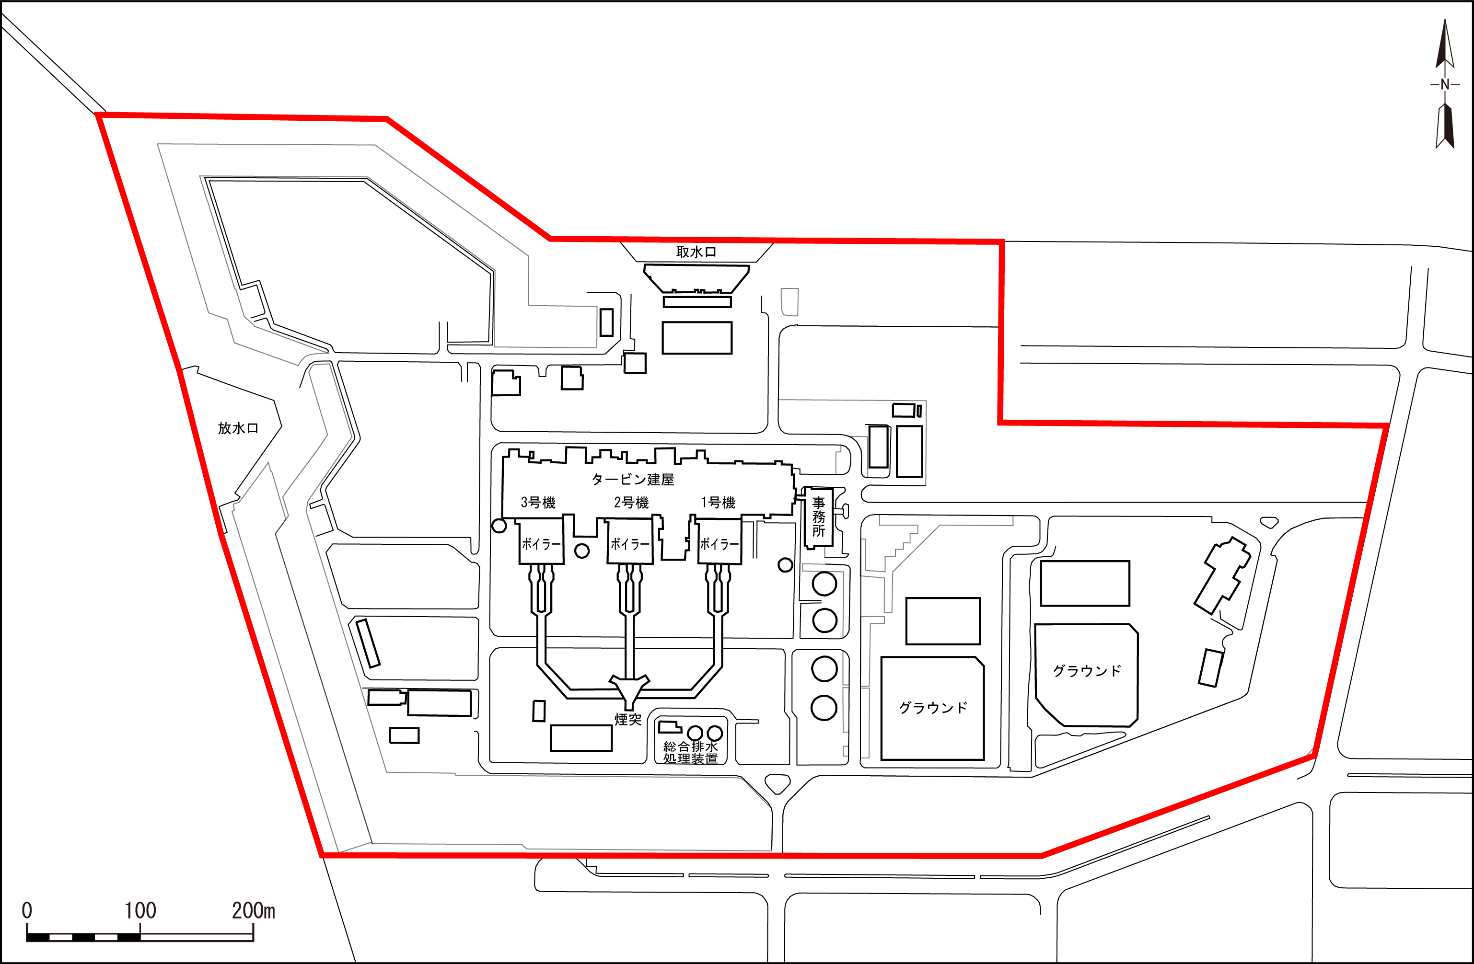 N
取水口
放水口
タービン建屋
3号機
2号機
1号機
事務所
ボイラー
ボイラー
ボイラー
グラウンド
グラウンド
煙突
総合排水
処理装置
0
100
200m